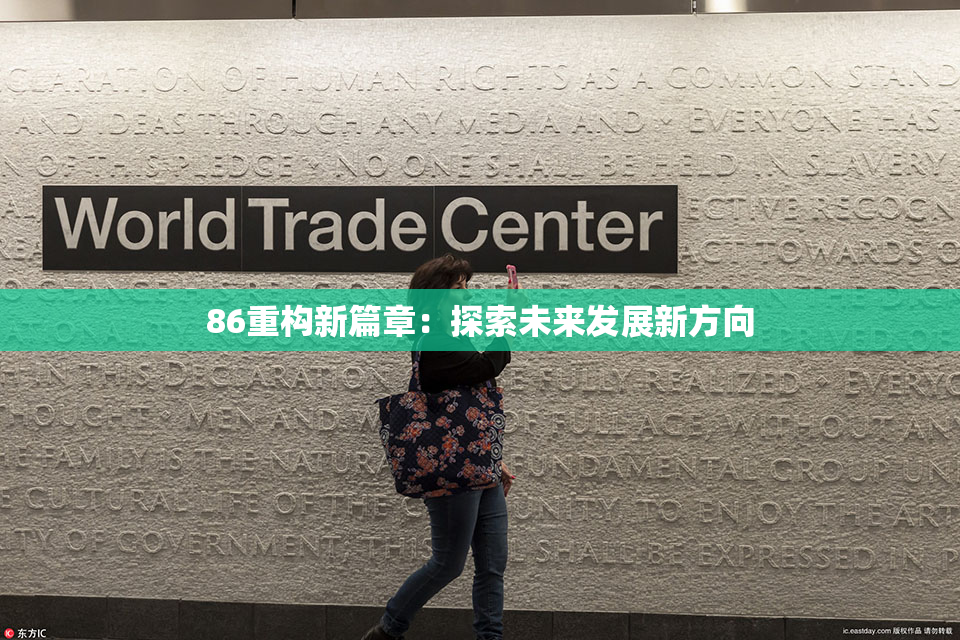 CLARATION OF HUMAN RIGHTS AS A COMMON STAND
AND IDEAS THROUGH ANY MEDIA AND • EVERYONE HAS T
N OF THIS PLEDGE • NO ONE SHALL BE HELD IN SLAVERY
World Trade Center
ECTIVE RECOGN
ACT TOWARDS O
86重构新篇章：探索未来发展新方向
H IN THIS DECLARATION BE FULLY REALIZED • EVERYO
THOUGHT MEN AND OF FULL AGE, WITHO
E FAMILY IS THE NATURA FUNDAMENTAL GROUP
E CULTURAL LIFE OF THE COMMUNITY, TO ENJOY THE ART
TY OF GOVERNMENT; THIS SHALL BE EXPRESSED IN P
东方IC
ic.eastday.com 版权作品 请勿转载